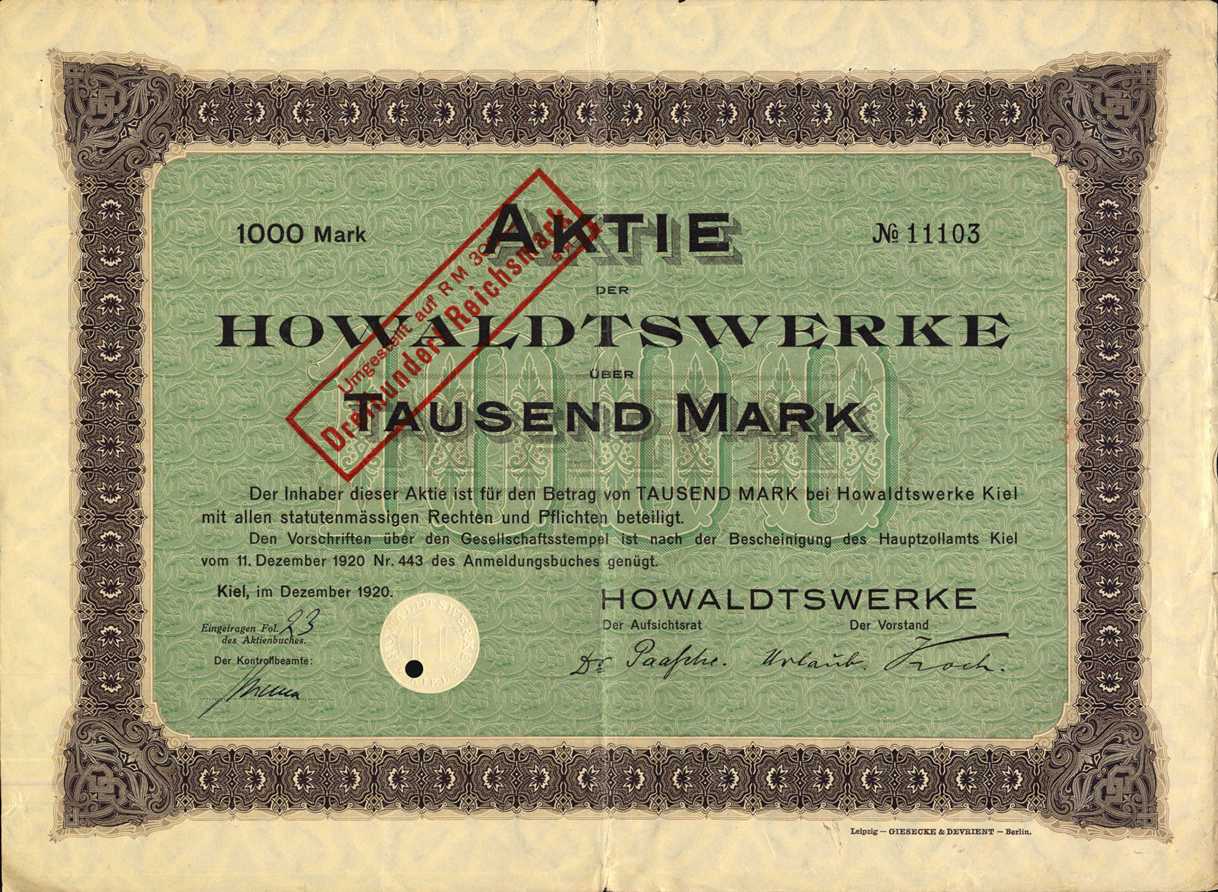 AKTIE
1000 Mark
№ 11103
DER
HOWALDTSWERKE
ÜBER
TAUSEND MARK
Umgestellt auf RM 300
Dreihundert Reichsmark
1000
Der Inhaber dieser Aktie ist für den Betrag von TAUSEND MARK bei Howaldtswerke Kiel
mit allen statutenmässigen Rechten und Pflichten beteiligt.
Den Vorschriften über den Gesellschaftsstempel ist nach der Bescheinigung des Hauptzollamts Kiel
vom 11. Dezember 1920 Nr. 443 des Anmeldungsbuches genügt.
Kiel, im Dezember 1920.
HOWALDTSWERKE
Eingetragen Fol. 23
des Aktienbuches.
Der Aufsichtsrat
Der Vorstand
Dr Paasche. Urlaub. Koch.
Der Kontrollbeamte:
Leipzig — GIESECKE & DEVRIENT — Berlin.